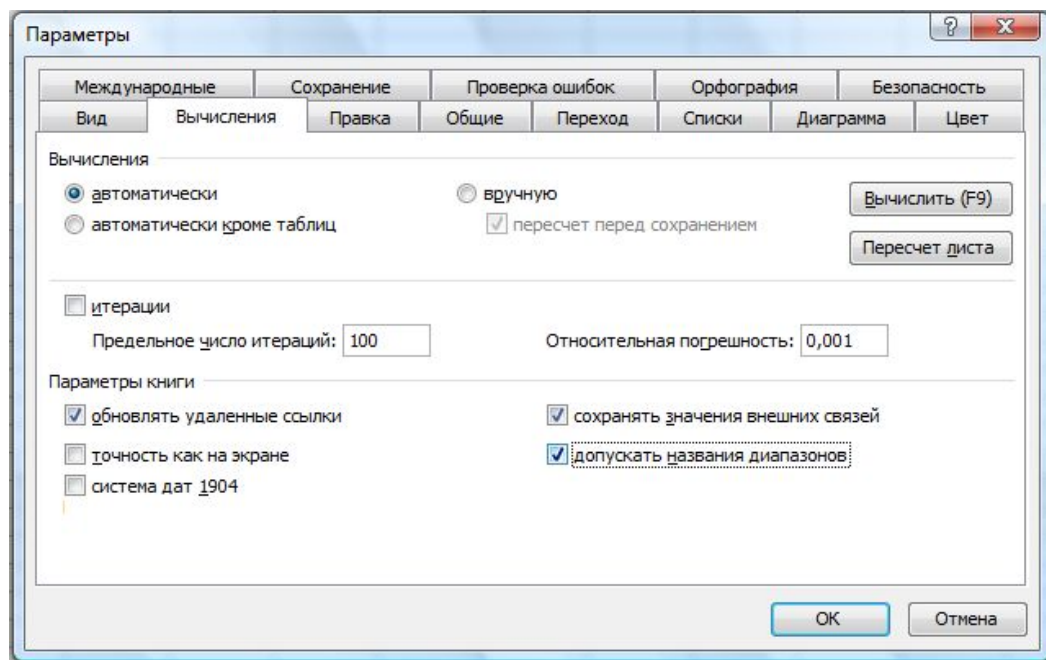 Параметры
Международные Сохранение Проверка ошибок Орфография Безопасность
Вид Вычисления Правка Общие Переход Списки Диаграмма Цвет
Вычисления
автоматически вручную Вычислить (F9)
автоматически кроме таблиц пересчет перед сохранением
Пересчет листа
итерации
Предельное число итераций: 100 Относительная погрешность: 0,001
Параметры книги
обновлять удаленные ссылки сохранять значения внешних связей
точность как на экране допускать названия диапазонов
система дат 1904
ОК Отмена